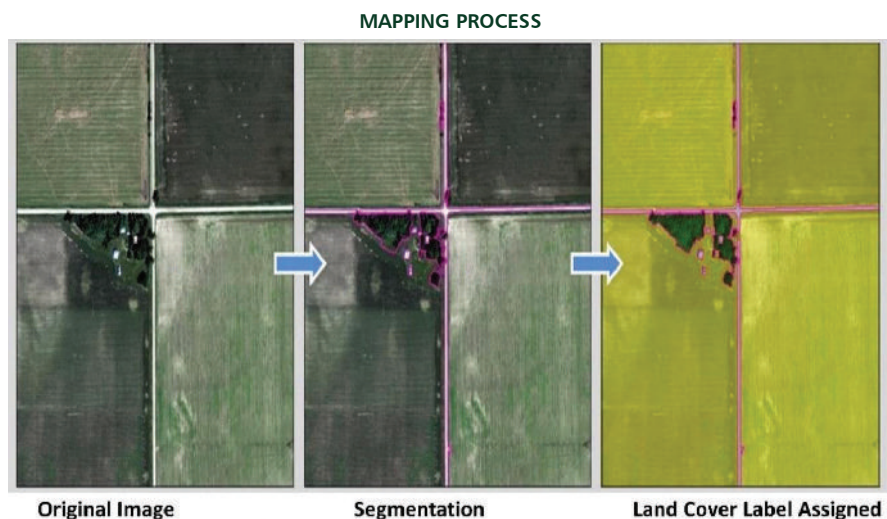 MAPPING PROCESS
Original Image
Segmentation
Land Cover Label Assigned